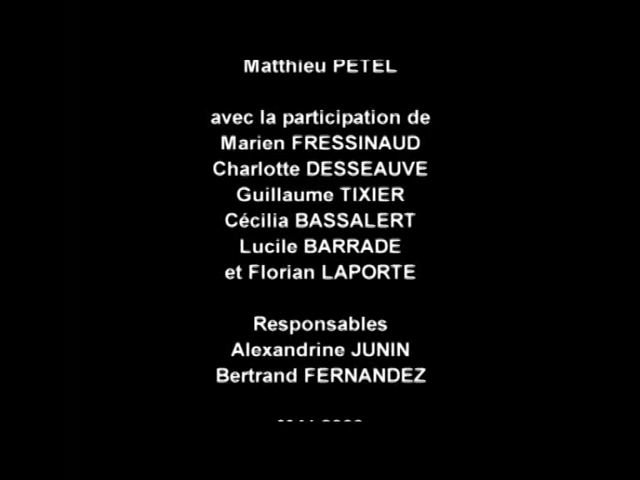 Matthieu PETEL
avec la participation de
Marien FRESSINAUD
Charlotte DESSEAUVE
Guillaume TIXIER
Cécilia BASSALERT
Lucile BARRADE
et Florian LAPORTE
Responsables
Alexandrine JUNIN
Bertrand FERNANDEZ